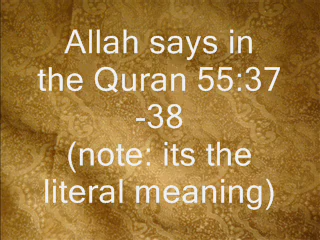 Allah says in
the Quran 55:37
-38
(note: its the
literal meaning)